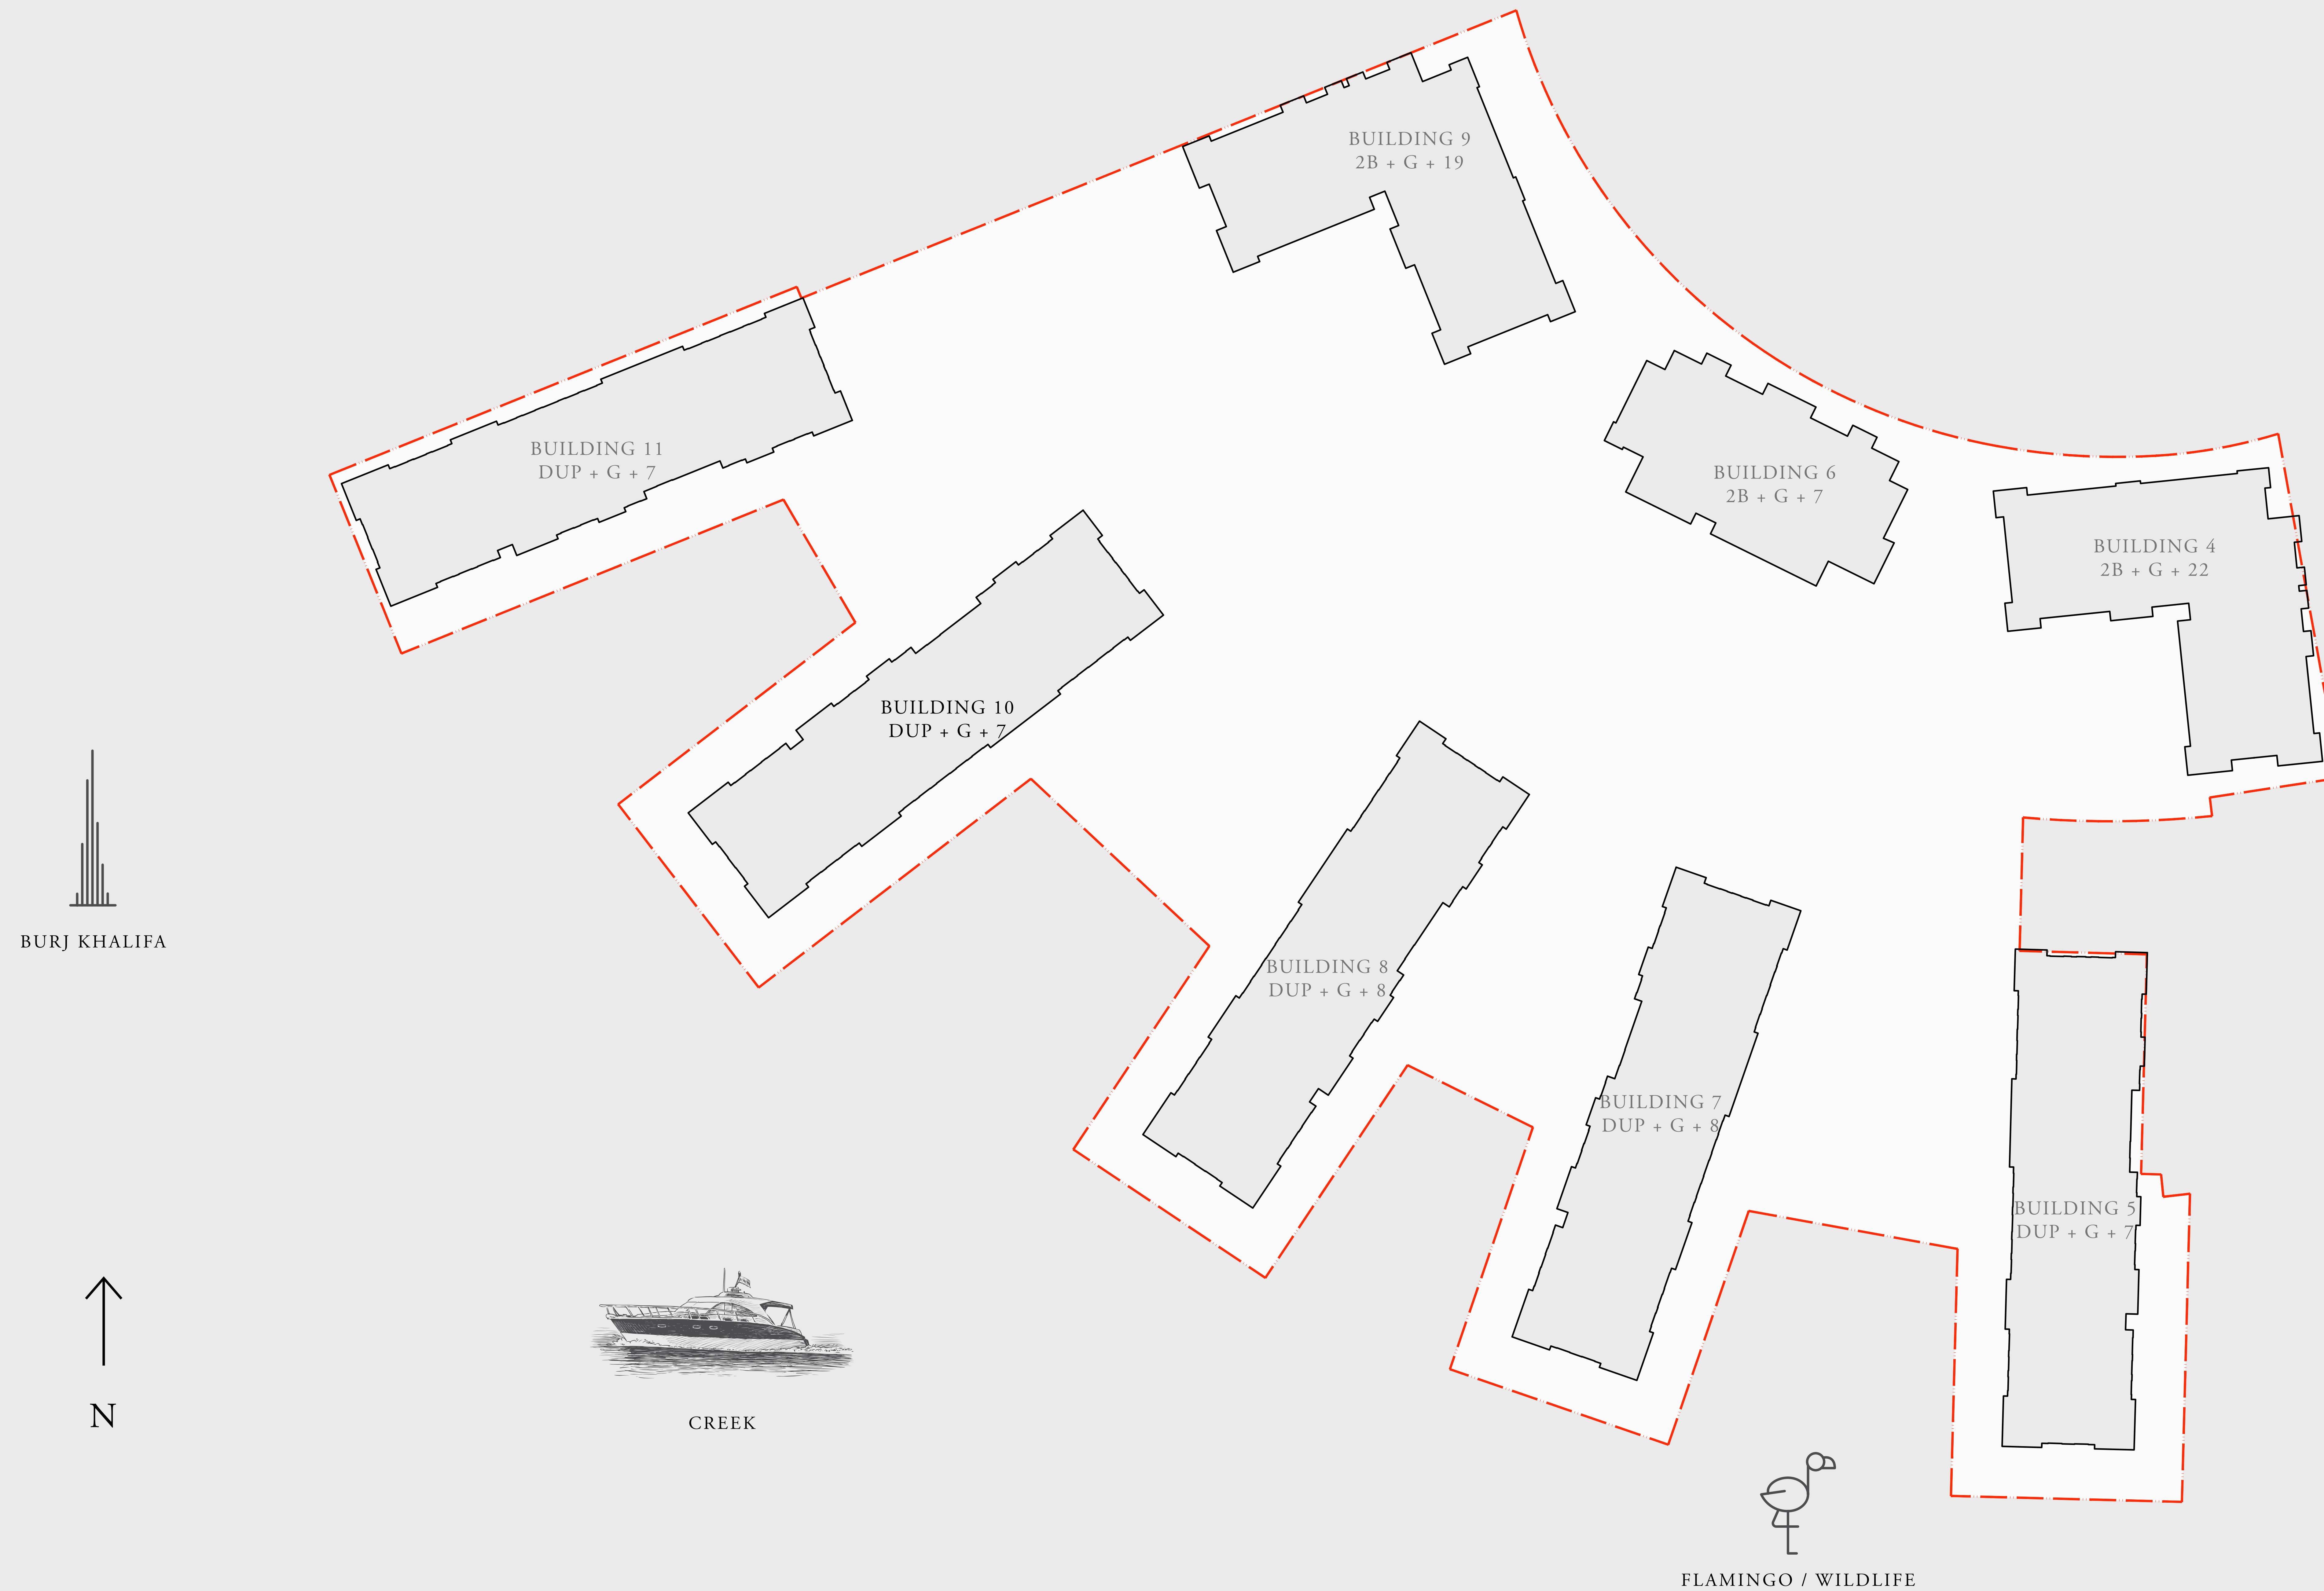 BUILDING 9
2B + G + 19
BUILDING 11
DUP + G + 7
BUILDING 6
2B + G + 7
BUILDING 4
2B + G + 22
BUILDING 10
DUP + G + 7
BURJ KHALIFA
BUILDING 8
DUP + G + 8
BUILDING 7
DUP + G + 8
BUILDING 5
DUP + G + 7
N
CREEK
FLAMINGO / WILDLIFE